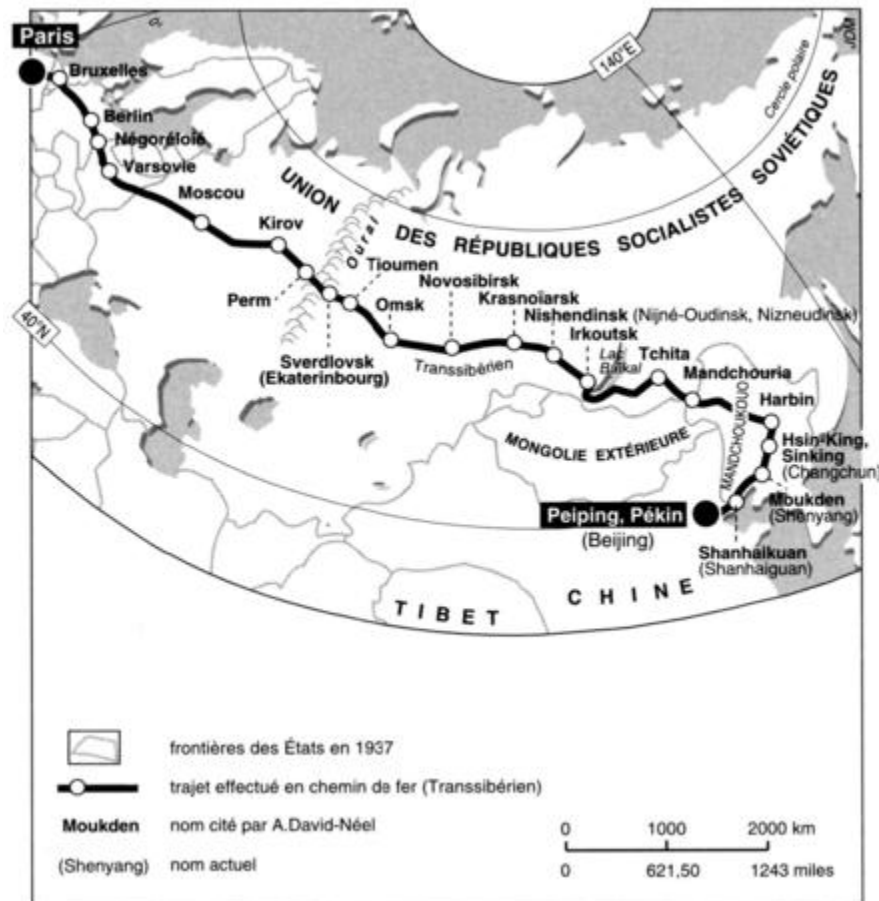 Paris
Bruxelles
Berlin
Négoréloïé
Varsovie
Moscou
Kirov
Perm
Oural
Tioumen
Sverdlovsk
(Ekaterinbourg)
Omsk
Novosibirsk
Transsibérien
Krasnoïarsk
Nishendinsk (Nijné-Oudinsk, Nizneudinsk)
Irkoutsk
Lac
Baïkal
Tchita
Mandchouria
Harbin
Hsin-King,
Sinking
(Changchun)
Moukden
(Shenyang)
MANDCHOUKDUO
MONGOLIE EXTÉRIEURE
Peiping, Pékin
(Beijing)
Shanhaïkuan
(Shanhaiguan)
TIBET
CHINE
UNION
DES RÉPUBLIQUES SOCIALISTES SOVIÉTIQUES
Cercle polaire
JDM
140°E
40°N
0°
frontières des États en 1937
trajet effectué en chemin de fer (Transsibérien)
Moukden nom cité par A.David-Néel
(Shenyang) nom actuel
0 1000 2000 km
0 621,50 1243 miles